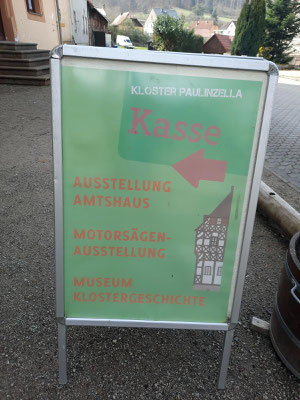 KLOSTER PAULINZELLA
Kasse
AUSSTELLUNG
AMTSHAUS
MOTORSÄGEN-
AUSSTELLUNG
MUSEUM
KLOSTERGESCHICHTE